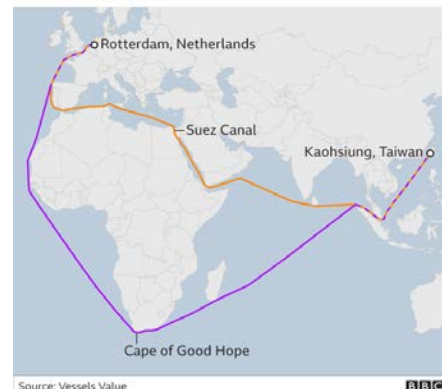 Rotterdam, Netherlands
Suez Canal
Kaohsiung, Taiwan
Cape of Good Hope
Source: Vessels Value
BBC